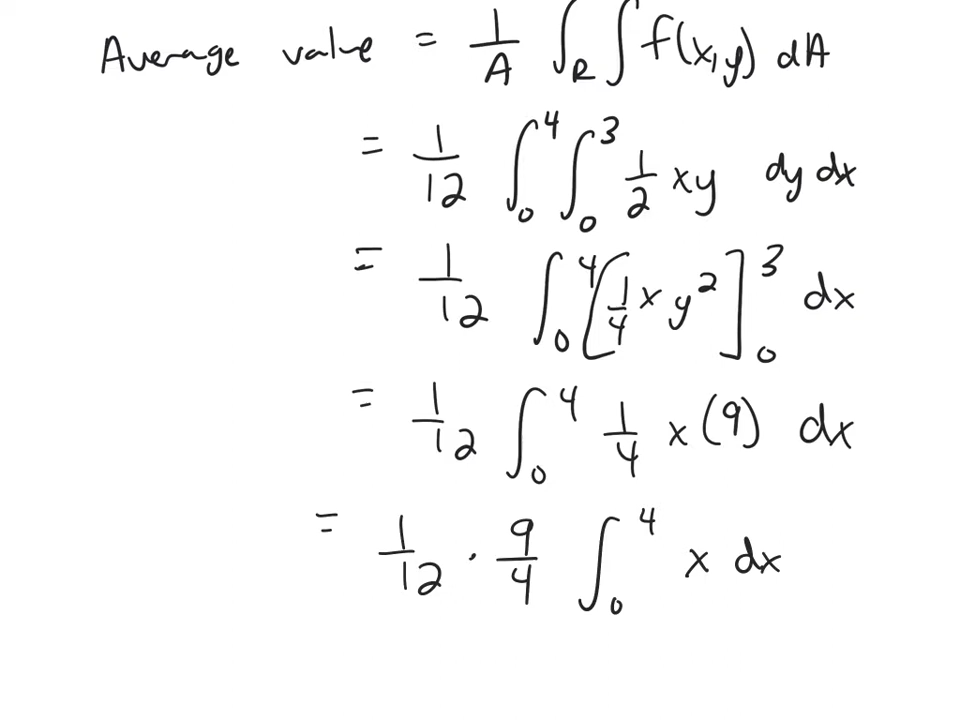 Average value = 1/A ∫_R ∫ f(x,y) dA
= 1/12 ∫_0^4 ∫_0^3 1/2 xy dy dx
= 1/12 ∫_0^4 [1/4 x y^2]_0^3 dx
= 1/12 ∫_0^4 1/4 x (9) dx
= 1/12 · 9/4 ∫_0^4 x dx